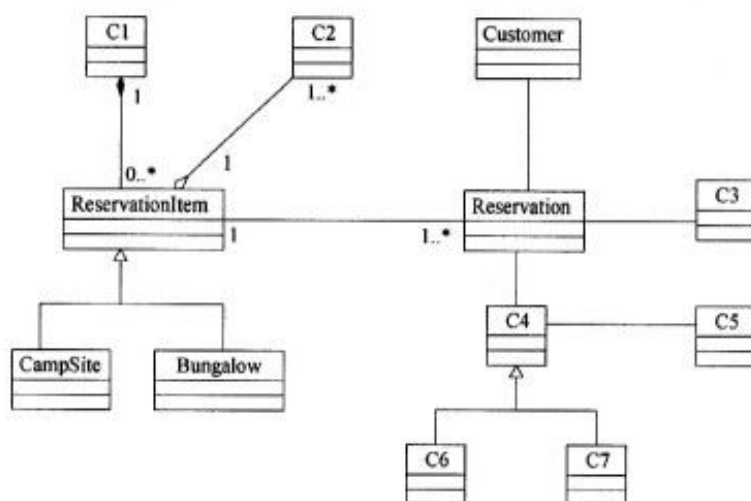 C1
C2
Customer
1
1..*
1
0..*
ReservationItem
Reservation
C3
1
1..*
C4
C5
CampSite
Bungalow
C6
C7